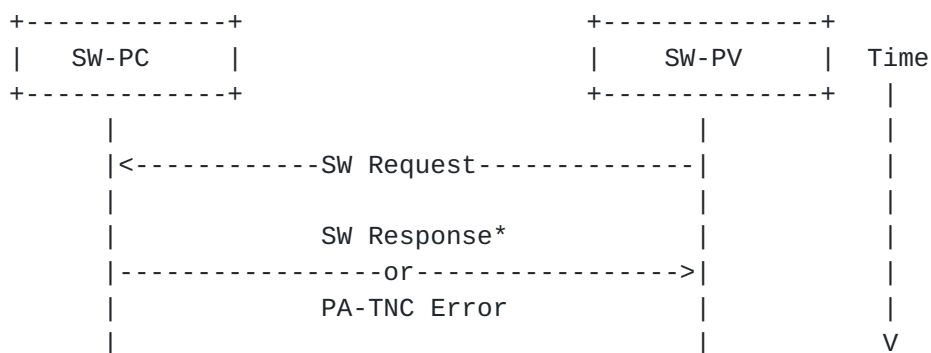 SW-PC SW-PV Time
SW Request
SW Response*
or
PA-TNC Error
V